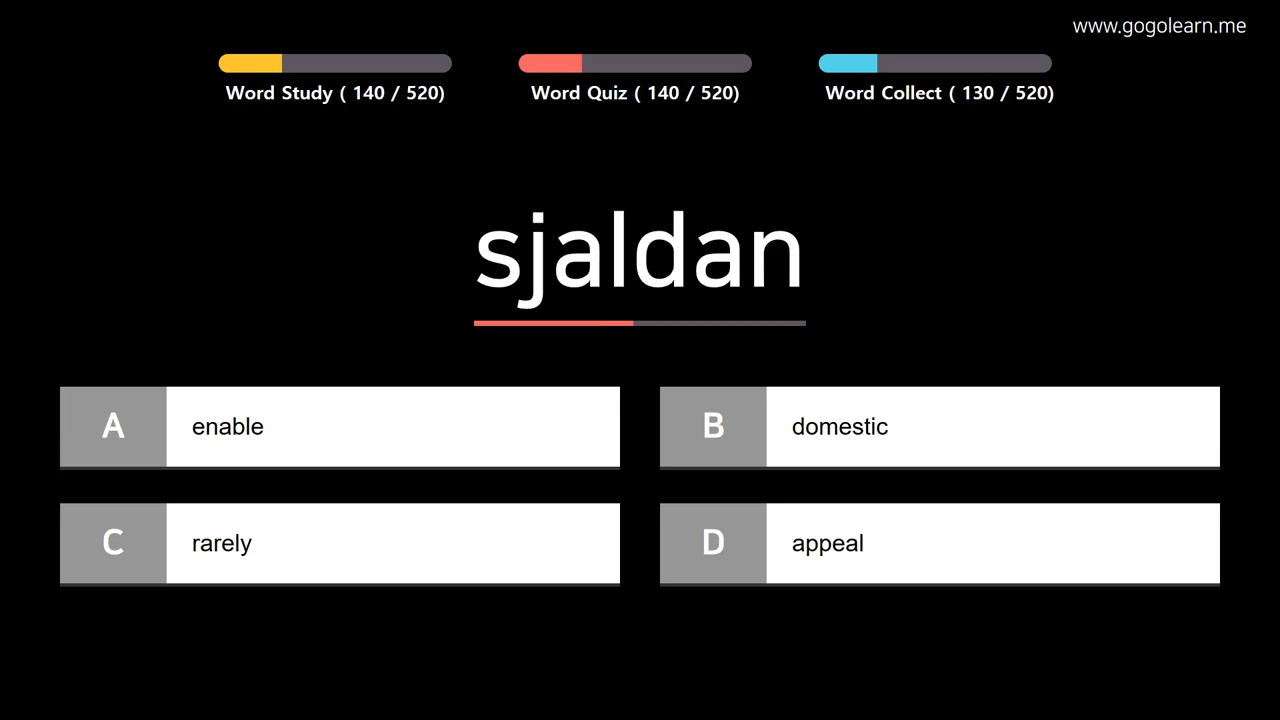 www.gogolearn.me
Word Study ( 140 / 520)
Word Quiz ( 140 / 520)
Word Collect ( 130 / 520)
sjaldan
A enable
B domestic
C rarely
D appeal